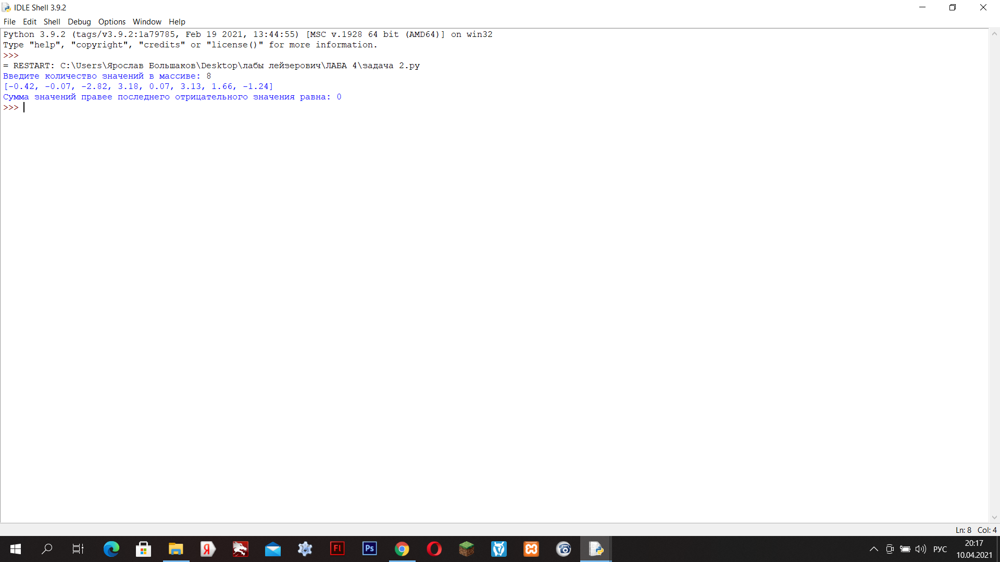 IDLE Shell 3.9.2
File Edit Shell Debug Options Window Help
Python 3.9.2 (tags/v3.9.2:1a79785, Feb 19 2021, 13:44:55) [MSC v.1928 64 bit (AMD64)] on win32
Type "help", "copyright", "credits" or "license()" for more information.
>>>
= RESTART: C:\Users\Ярослав Большаков\Desktop\лабы лейзерович\ЛАБА 4\задача 2.py
Введите количество значений в массиве: 8
[-0.42, -0.07, -2.82, 3.18, 0.07, 3.13, 1.66, -1.24]
Сумма значений правее последнего отрицательного значения равна: 0
>>>
Ln: 8 Col: 4
Я
Fl
Ps
РУС
20:17
10.04.2021